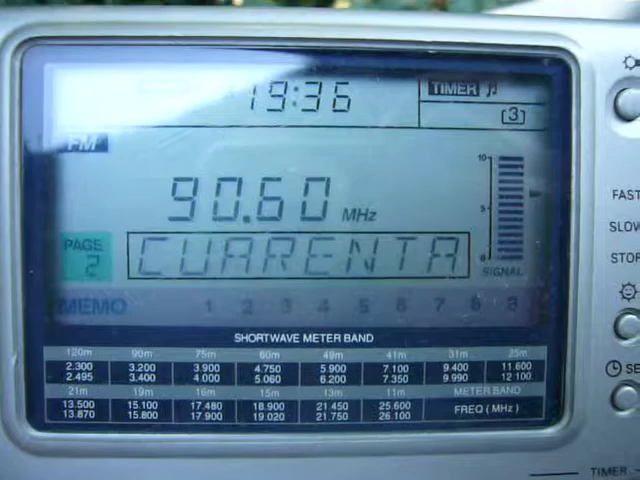 19:36 TIMER
[3]
FM
10
90.60 MHz
5
PAGE
2
CUARENTA
0
SIGNAL
MEMO 1 2 3 4 5 6 7 8 9
SHORTWAVE METER BAND
120m 90m 75m 60m 49m 41m 31m 25m
2.300 3.200 3.900 4.750 5.900 7.100 9.400 11.600
2.495 3.400 4.000 5.060 6.200 7.350 9.990 12.100
21m 19m 16m 15m 13m 11m METER BAND
13.500 15.100 17.480 18.900 21.450 25.600 FREQ (MHz)
13.870 15.800 17.900 19.020 21.750 26.100
FAST
SLOW
STOP
SE
TIMER